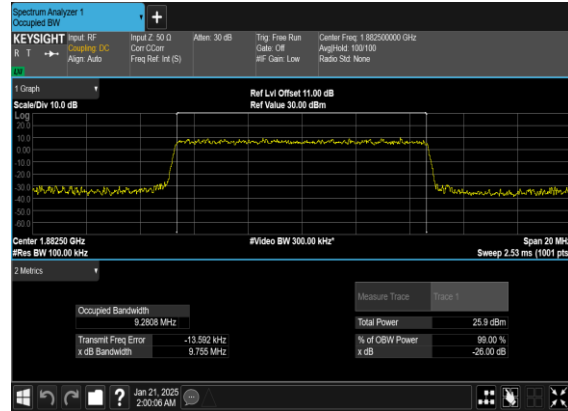 Spectrum Analyzer 1
Occupied BW
KEYSIGHT
R T
LM
Input: RF
Coupling: DC
Align: Auto
Input Z: 50 Ω
Corr CCorr
Freq Ref: Int (S)
Atten: 30 dB
Trig: Free Run
Gate: Off
#IF Gain: Low
Center Freq: 1.882500000 GHz
Avg|Hold: 100/100
Radio Std: None
1 Graph
Scale/Div 10.0 dB
Ref Lvl Offset 11.00 dB
Ref Value 30.00 dBm
Log
20.0
10.0
0.00
-10.0
-20.0
-30.0
-40.0
-50.0
-60.0
Center 1.88250 GHz
#Res BW 100.00 kHz
#Video BW 300.00 kHz*
Span 20 MHz
Sweep 2.53 ms (1001 pts
2 Metrics
Measure Trace Trace 1
Occupied Bandwidth
9.2808 MHz
Total Power 25.9 dBm
Transmit Freq Error -13.592 kHz
% of OBW Power 99.00 %
x dB Bandwidth 9.755 MHz
x dB -26.00 dB
?
Jan 21, 2025
2:00:06 AM